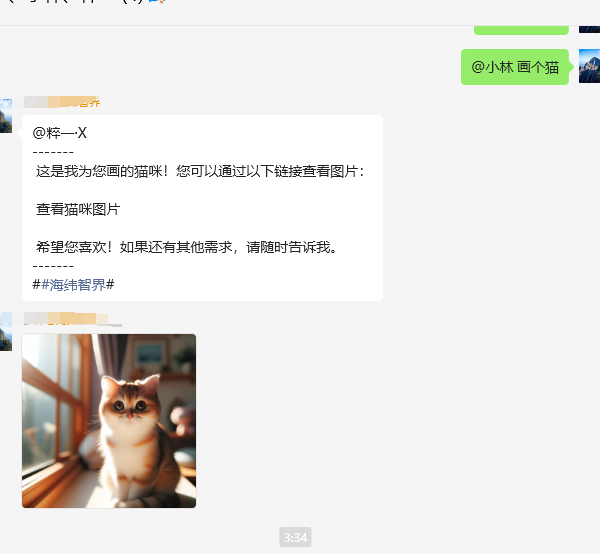 @小林 画个猫
@粹一·X
-------
这是我为您画的猫咪！您可以通过以下链接查看图片：
查看猫咪图片
希望您喜欢！如果还有其他需求，请随时告诉我。
-------
##海纬智界#
3:34